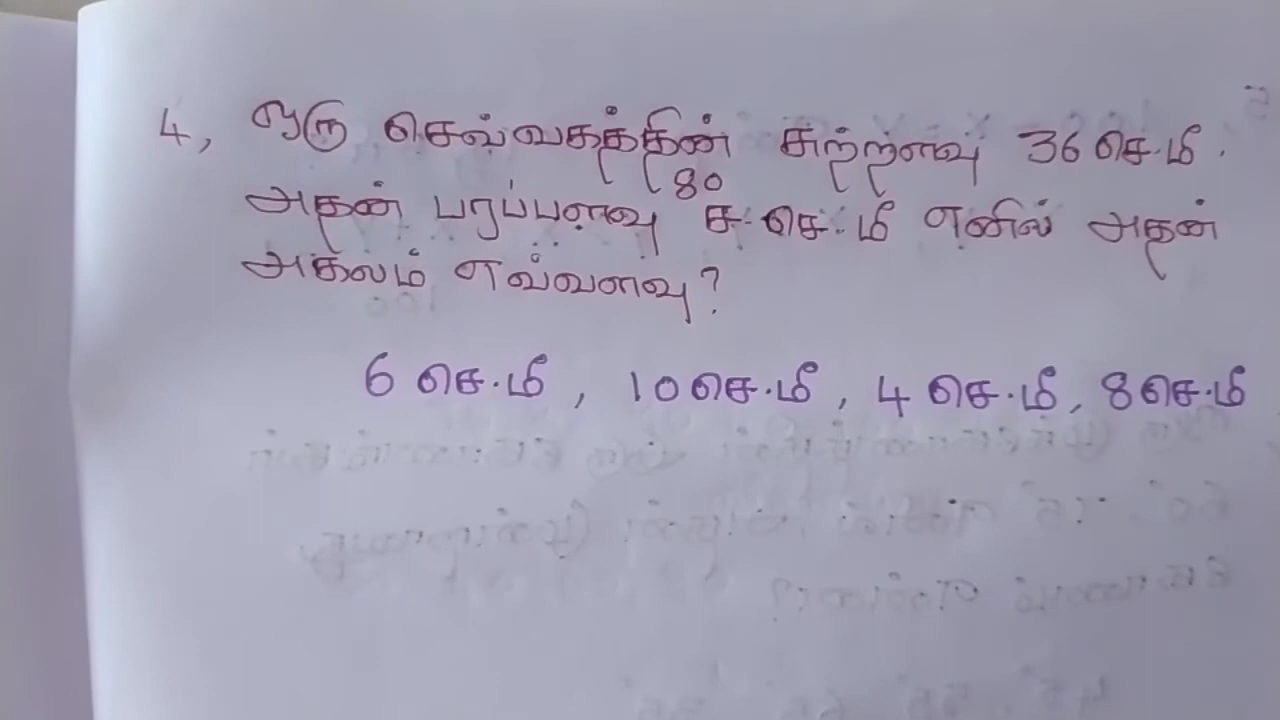 4, ஒரு செவ்வகத்தின் சுற்றளவு 36 செ.மீ.
80
அதன் பரப்பளவு ச.செ.மீ எனில் அதன்
அகலம் எவ்வளவு?
6 செ.மீ, 10 செ.மீ, 4 செ.மீ, 8 செ.மீ